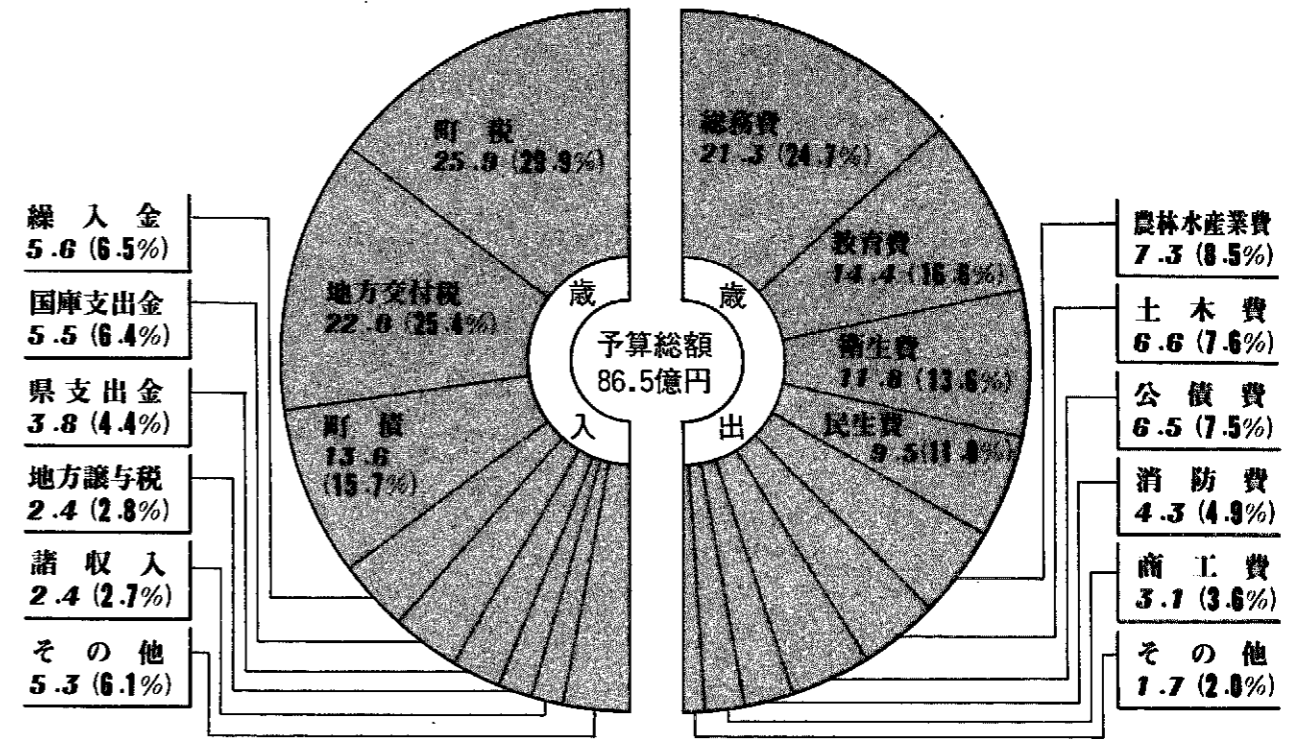 町税
25.9 (29.9%)
地方交付税
22.0 (25.4%)
町債
13.6
(15.7%)
繰入金
5.6 (6.5%)
国庫支出金
5.5 (6.4%)
県支出金
3.8 (4.4%)
地方譲与税
2.4 (2.8%)
諸収入
2.4 (2.7%)
その他
5.3 (6.1%)
歳入
予算総額
86.5億円
歳出
総務費
21.3 (24.7%)
教育費
14.4 (16.6%)
衛生費
11.8 (13.6%)
民生費
9.5 (11.0%)
農林水産業費
7.3 (8.5%)
土木費
6.6 (7.6%)
公債費
6.5 (7.5%)
消防費
4.3 (4.9%)
商工費
3.1 (3.6%)
その他
1.7 (2.0%)